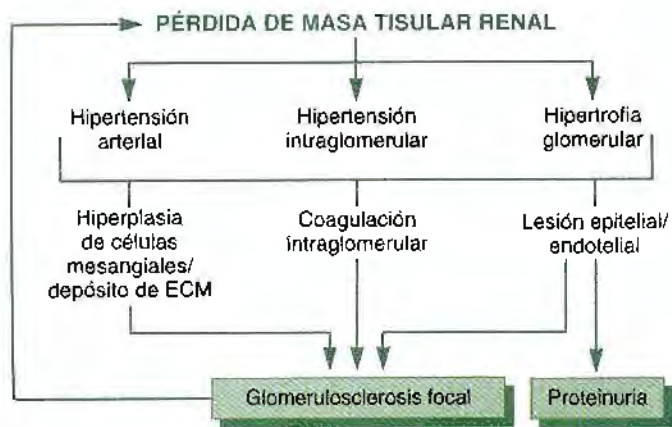 PÉRDIDA DE MASA TISULAR RENAL
Hipertensión
arterial
Hipertensión
intraglomerular
Hipertrofia
glomerular
Hiperplasia
de células
mesangiales/
depósito de ECM
Coagulación
intraglomerular
Lesión epitelial/
endotelial
Glomerulosclerosis focal
Proteinuria